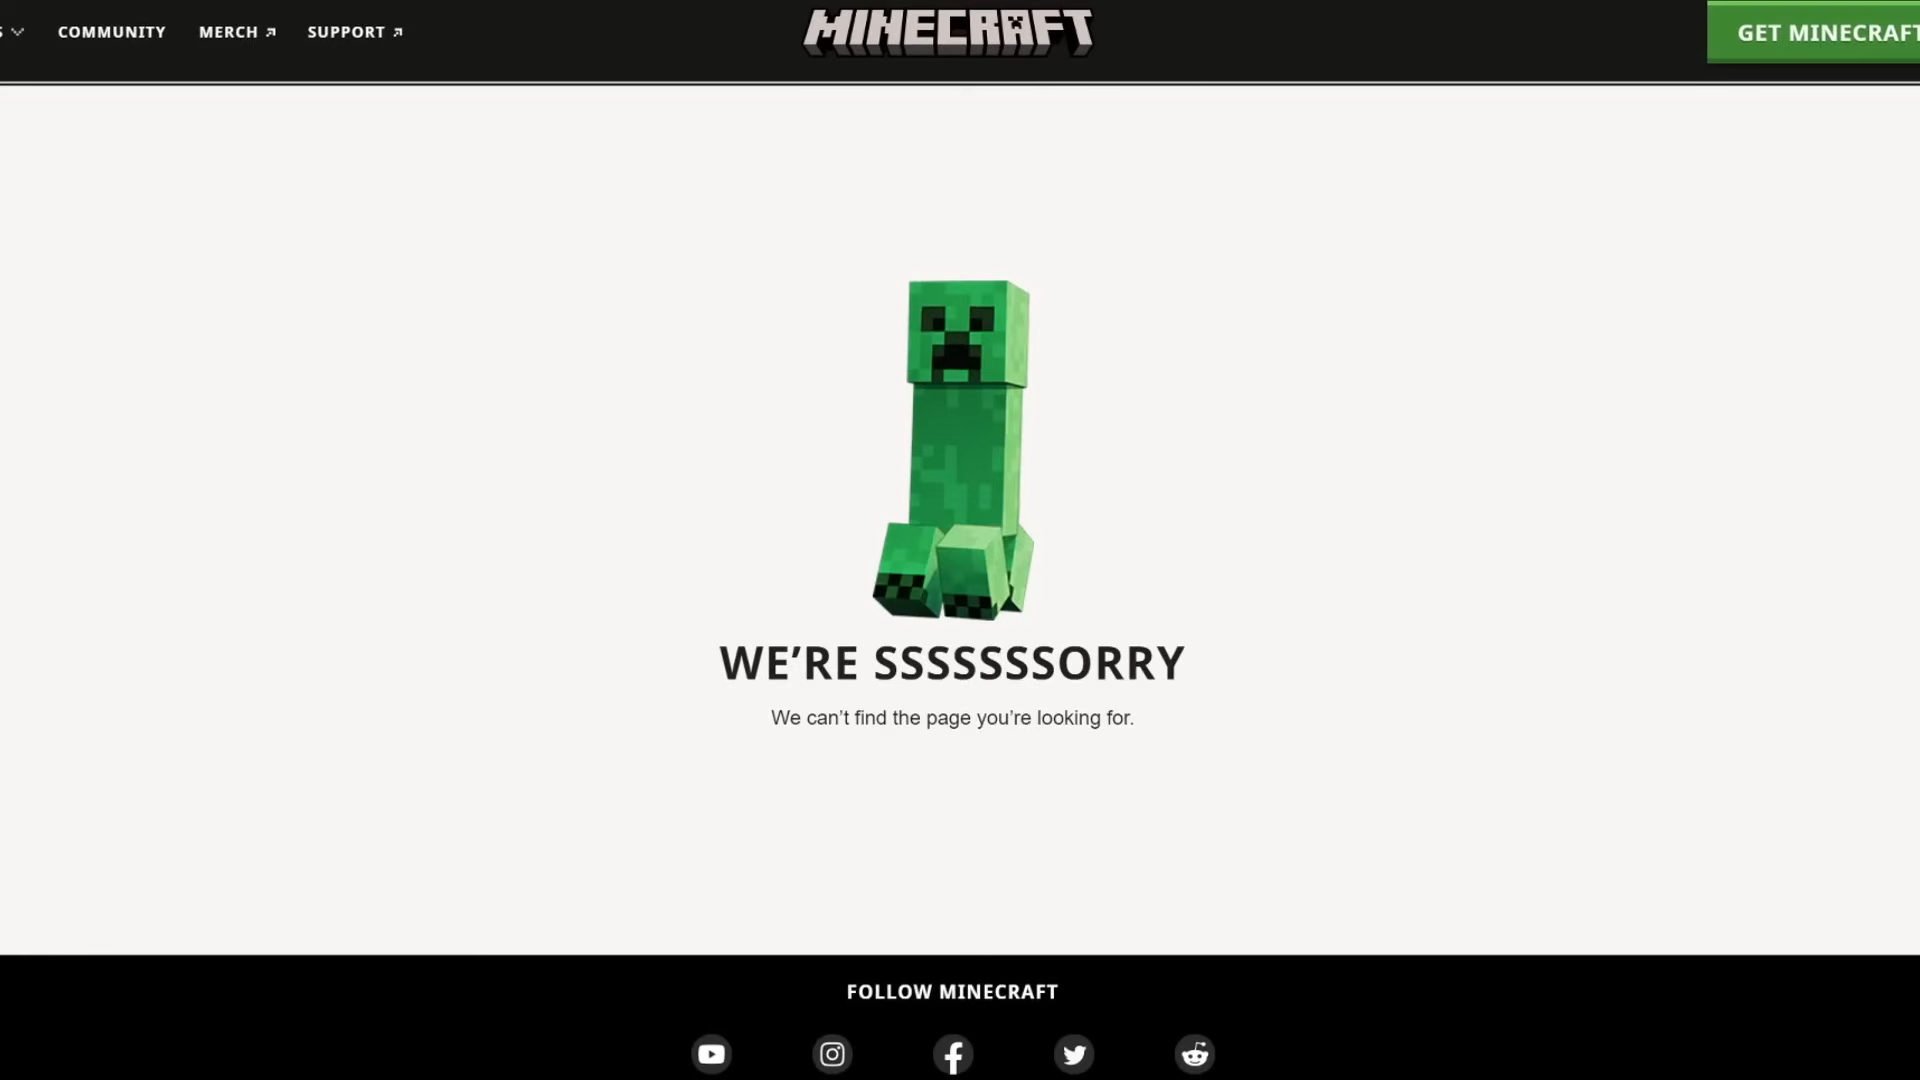 COMMUNITY
MERCH
SUPPORT
MINECRAFT
GET MINECRAFT
WE’RE SSSSSSSORRY
We can’t find the page you’re looking for.
FOLLOW MINECRAFT